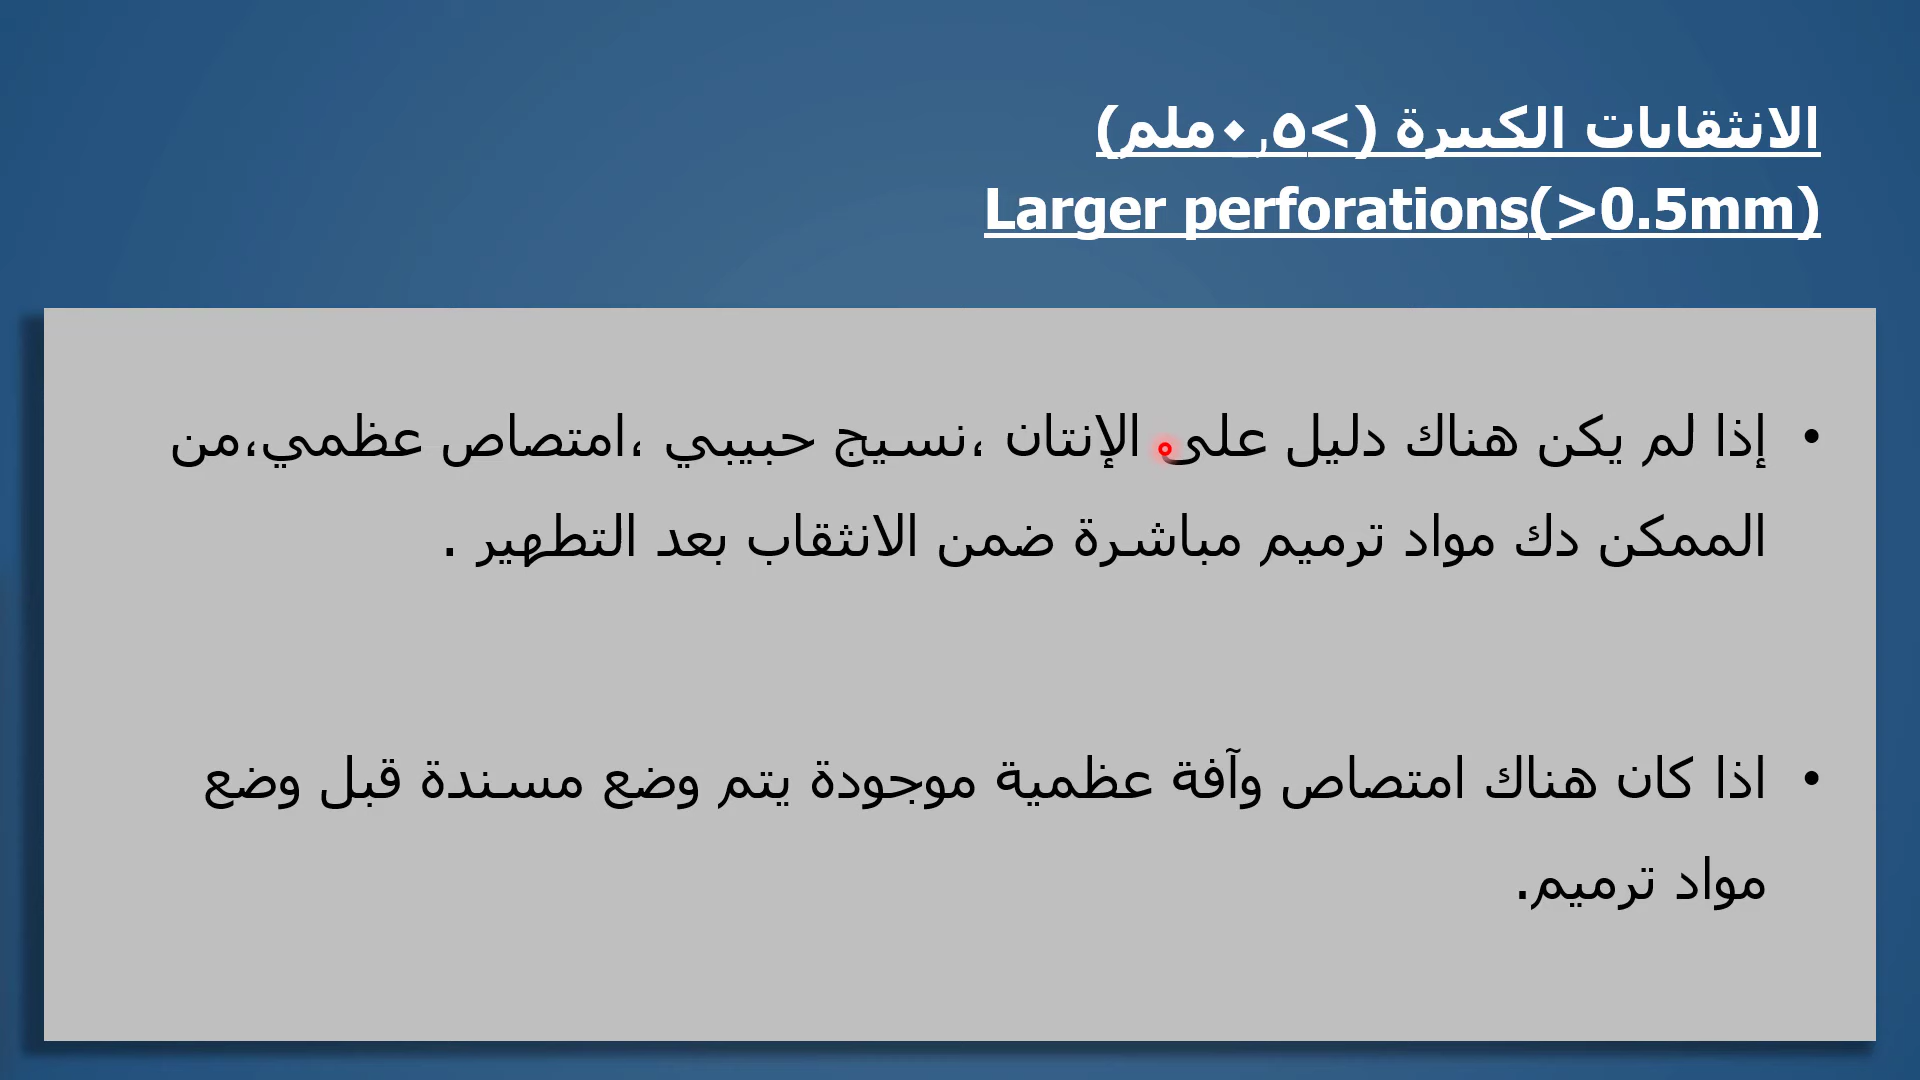 الانثقابات الكبيرة (>٠٫٥ملم)
Larger perforations(>0.5mm)
• إذا لم يكن هناك دليل على الإنتان ،نسيج حبيبي ،امتصاص عظمي،من
الممكن دك مواد ترميم مباشرة ضمن الانثقاب بعد التطهير .
• اذا كان هناك امتصاص وآفة عظمية موجودة يتم وضع مسندة قبل وضع
مواد ترميم.